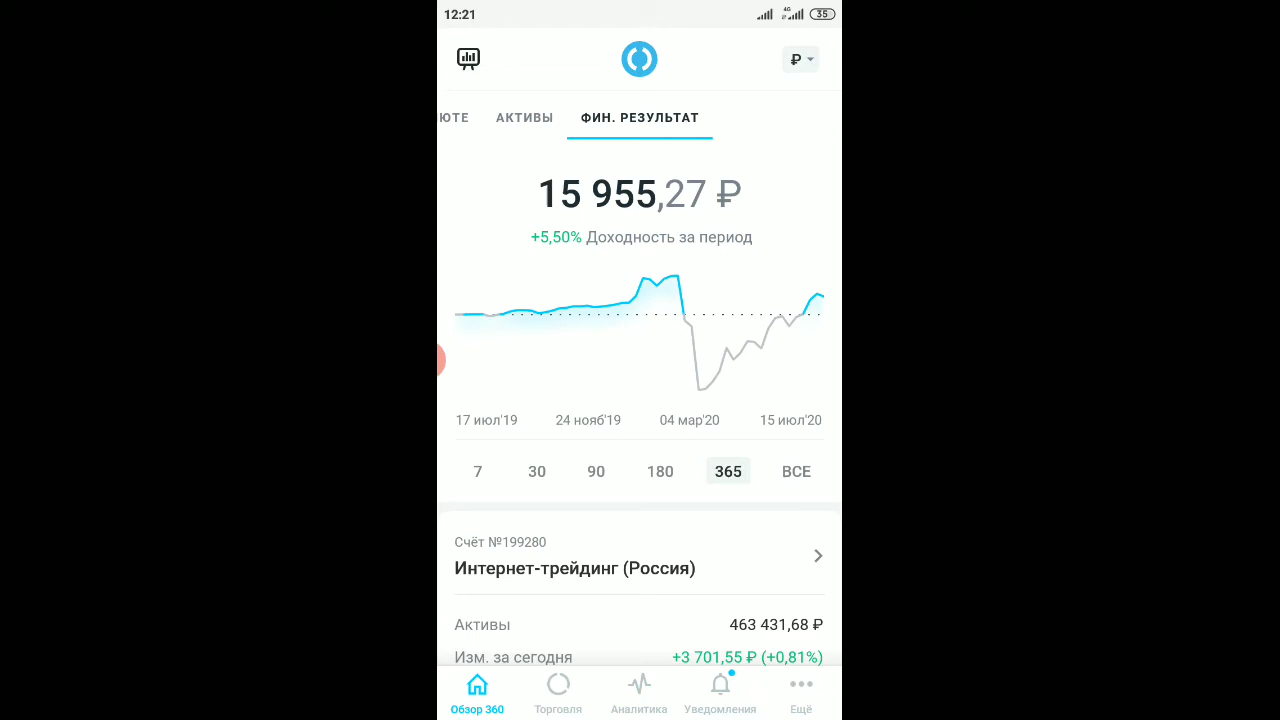 12:21
4G
35
₽
ЮТЕ АКТИВЫ ФИН. РЕЗУЛЬТАТ
15 955,27 ₽
+5,50% Доходность за период
17 июл'19 24 нояб'19 04 мар'20 15 июл'20
7 30 90 180 365 ВСЕ
Счёт №199280
Интернет-трейдинг (Россия)
Активы 463 431,68 ₽
Изм. за сегодня +3 701,55 ₽ (+0,81%)
Обзор 360 Торговля Аналитика Уведомления Ещё